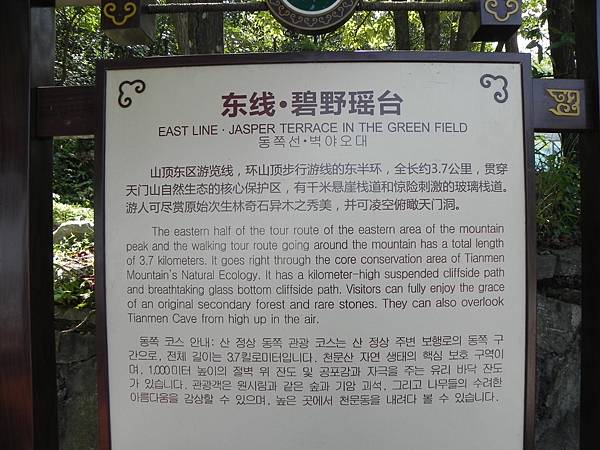 东线·碧野瑶台
EAST LINE · JASPER TERRACE IN THE GREEN FIELD
동쪽선·벽야오대
山顶东区游览线，环山顶步行游线的东半环，全长约3.7公里，贯穿
天门山自然生态的核心保护区，有千米悬崖栈道和惊险刺激的玻璃栈道。
游人可尽赏原始次生林奇石异木之秀美，并可凌空俯瞰天门洞。
The eastern half of the tour route of the eastern area of the mountain
peak and the walking tour route going around the mountain has a total length
of 3.7 kilometers. It goes right through the core conservation area of Tianmen
Mountain's Natural Ecology. It has a kilometer-high suspended cliffside path
and breathtaking glass bottom cliffside path. Visitors can fully enjoy the grace
of an original secondary forest and rare stones. They can also overlook
Tianmen Cave from high up in the air.
동쪽 코스 안내: 산 정상 동쪽 관광 코스는 산 정상 주변 보행로의 동쪽 구
간으로, 전체 길이는 3.7킬로미터입니다. 천문산 자연 생태의 핵심 보호 구역이
며, 1,000미터 높이의 절벽 위 잔도 및 공포감과 자극을 주는 유리 바닥 잔도
가 있습니다. 관광객은 원시림과 같은 숲과 기암 괴석, 그리고 나무들의 수려한
아름다움을 감상할 수 있으며, 높은 곳에서 천문동을 내려다 볼 수 있습니다.